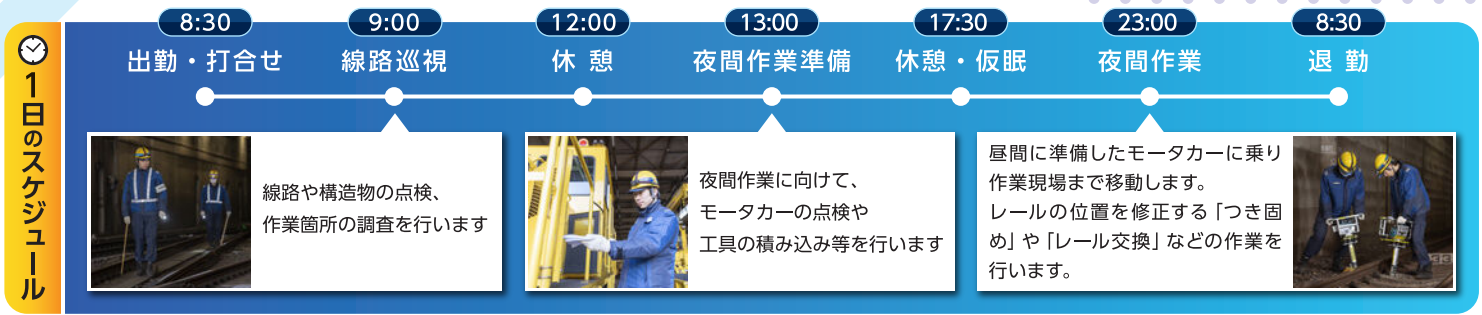 1日のスケジュール
8:30
出勤・打合せ
9:00
線路巡視
12:00
休憩
13:00
夜間作業準備
17:30
休憩・仮眠
23:00
夜間作業
8:30
退勤
線路や構造物の点検、
作業箇所の調査を行います
夜間作業に向けて、
モータカーの点検や
工具の積み込み等を行います
昼間に準備したモータカーに乗り
作業現場まで移動します。
レールの位置を修正する「つき固
め」や「レール交換」などの作業を
行います。